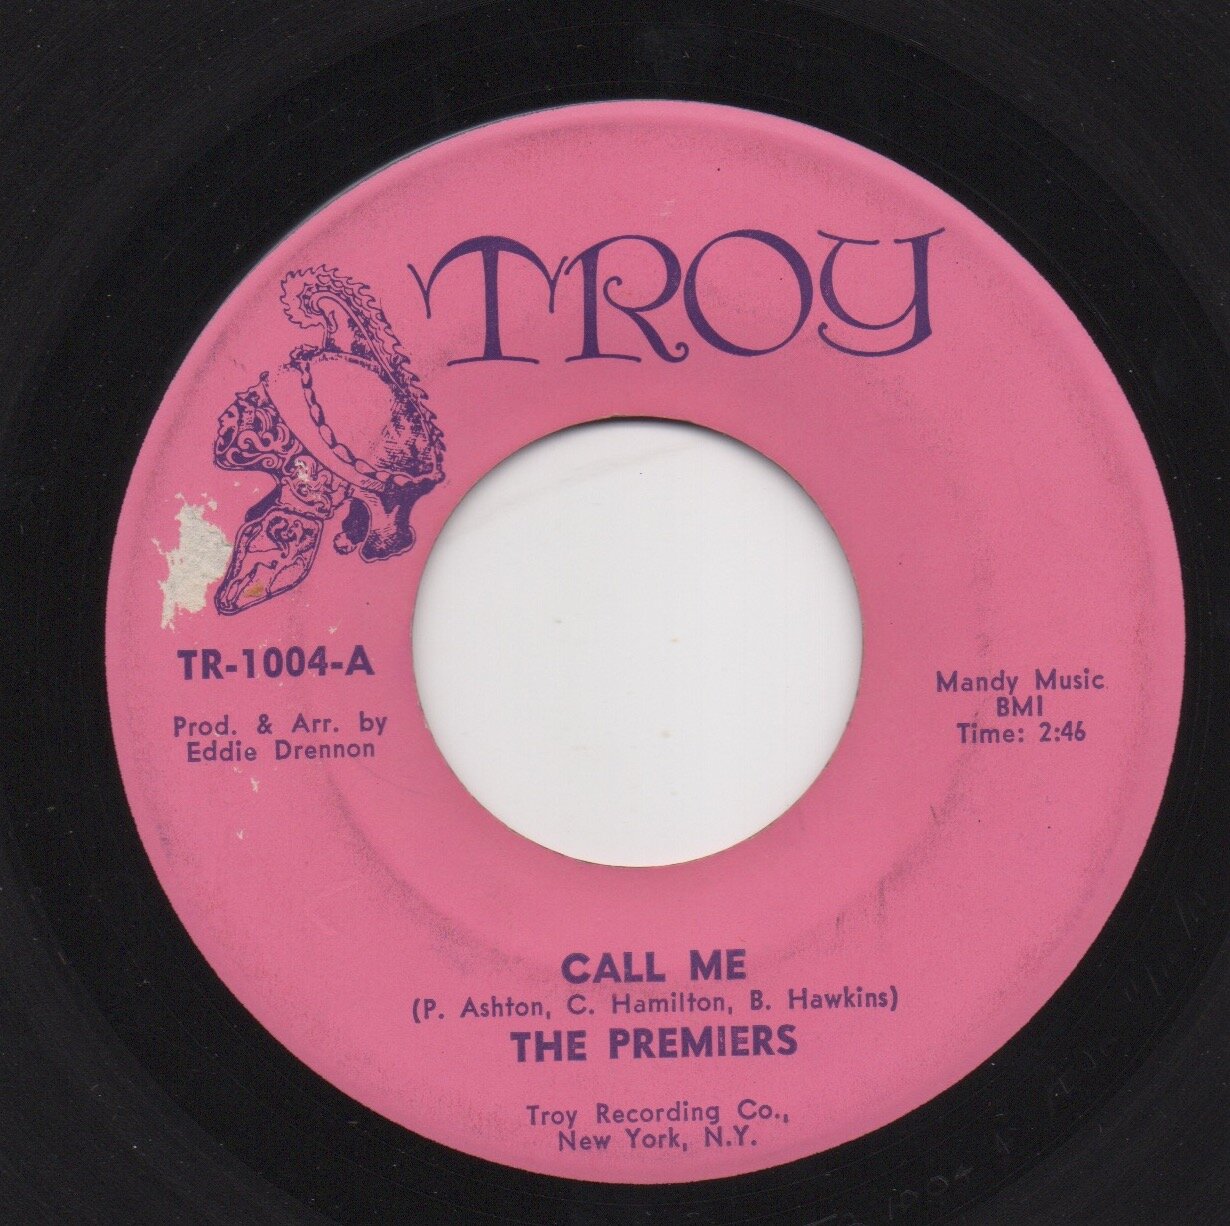 TROY
TR-1004-A
Prod. & Arr. by
Eddie Drennon
Mandy Music
BMI
Time: 2:46
CALL ME
(P. Ashton, C. Hamilton, B. Hawkins)
THE PREMIERS
Troy Recording Co.,
New York, N.Y.